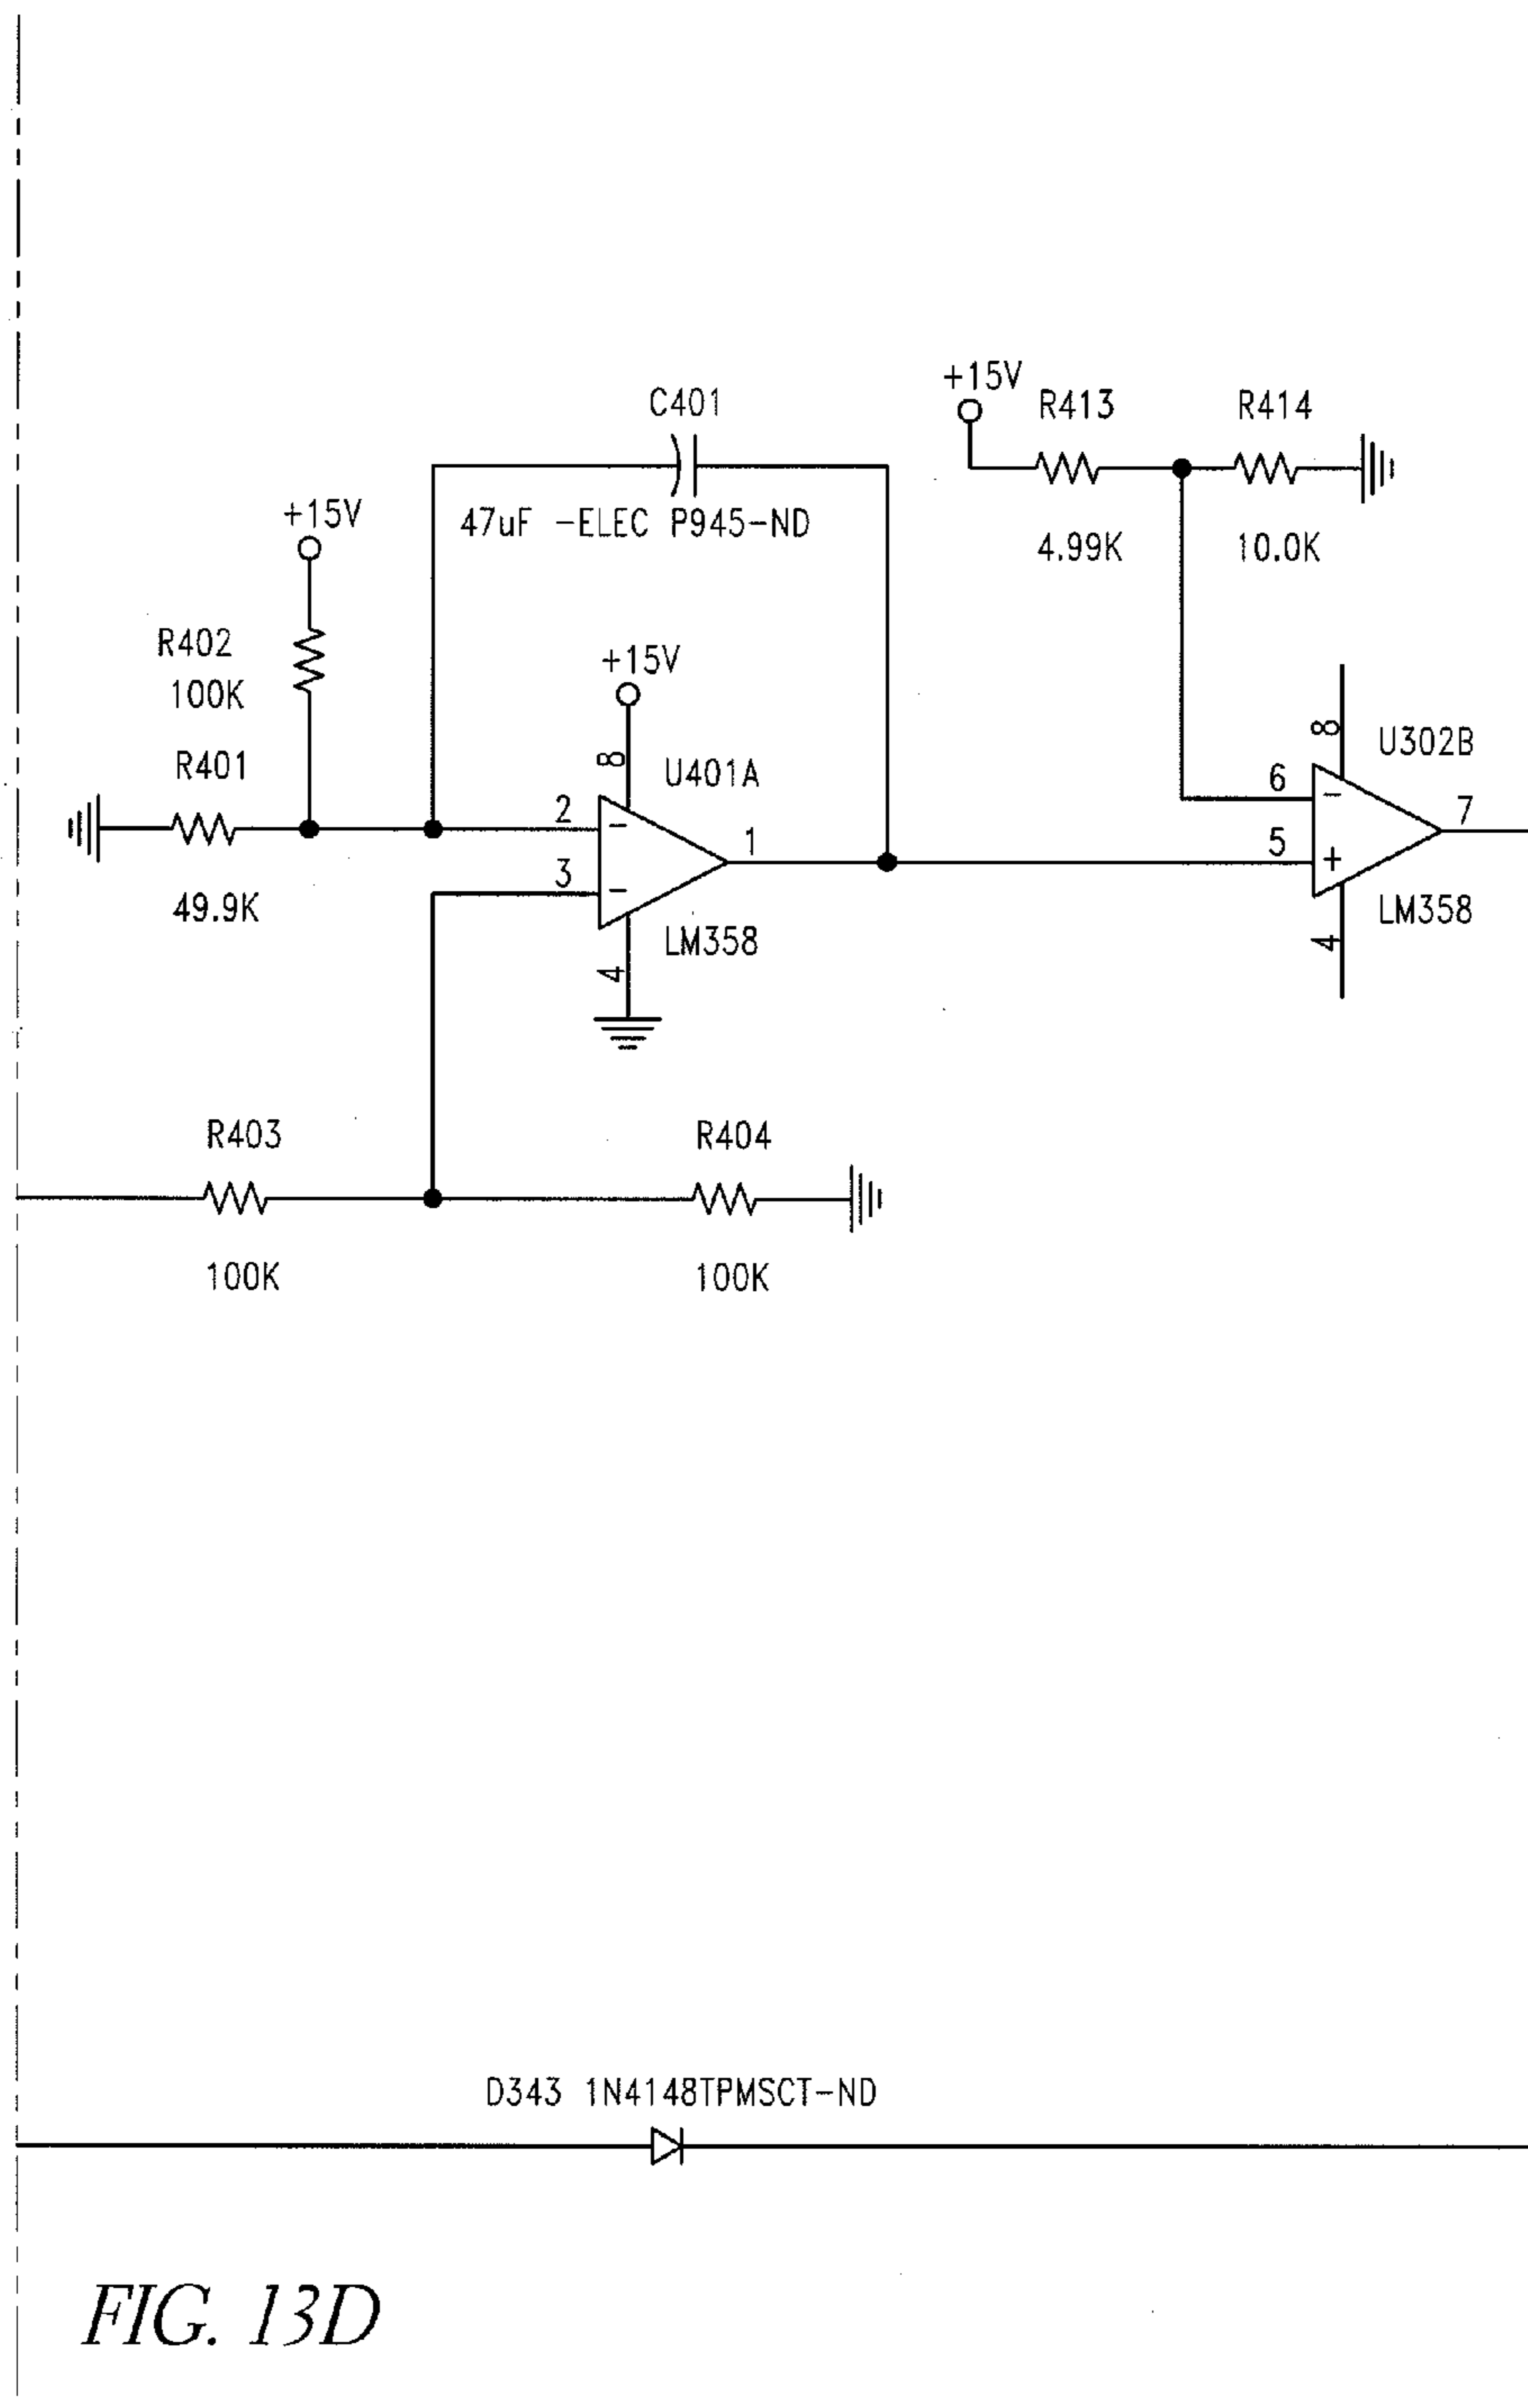 +15V
C401
R413
R414
+15V
47uF -ELEC P945-ND
4.99K
10.0K
R402
100K
+15V
8
8
U302B
R401
U401A
6
−
2
−
7
1
5
+
3
−
49.9K
LM358
LM358
4
4
R403
R404
100K
100K
D343 1N4148TPMSCT-ND
FIG. 13D